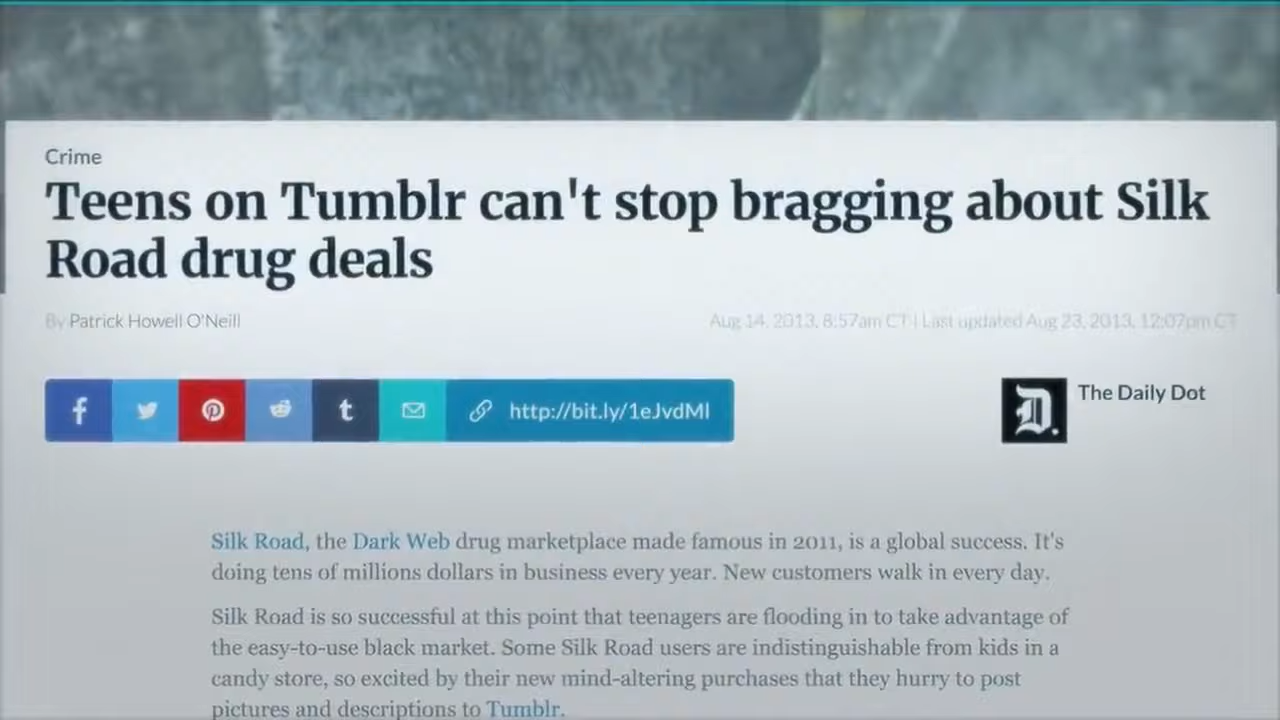 Crime
Teens on Tumblr can't stop bragging about Silk
Road drug deals
By Patrick Howell O'Neill
Aug 14, 2013, 8:57am CT | Last updated Aug 23, 2013, 12:07pm CT
f
t
http://bit.ly/1eJvdMl
D.
The Daily Dot
Silk Road, the Dark Web drug marketplace made famous in 2011, is a global success. It's
doing tens of millions dollars in business every year. New customers walk in every day.
Silk Road is so successful at this point that teenagers are flooding in to take advantage of
the easy-to-use black market. Some Silk Road users are indistinguishable from kids in a
candy store, so excited by their new mind-altering purchases that they hurry to post
pictures and descriptions to Tumblr.